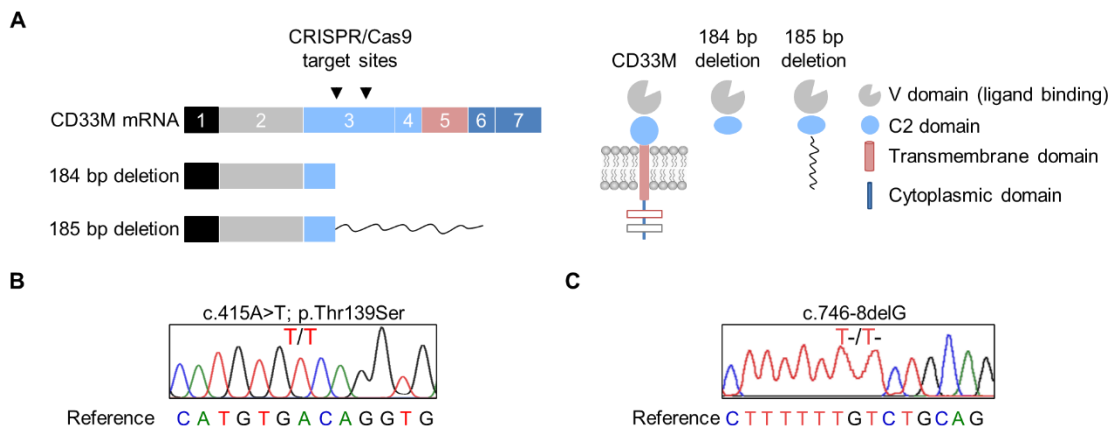 A
CRISPR/Cas9
target sites
CD33M mRNA 1 2 3 4 5 6 7
184 bp deletion
185 bp deletion
CD33M
184 bp
deletion
185 bp
deletion
V domain (ligand binding)
C2 domain
Transmembrane domain
Cytoplasmic domain
B
c.415A>T; p.Thr139Ser
T/T
Reference C A T G T G A C A G G T G
C
c.746-8delG
T-/T-
Reference C T T T T T T G T C T G C A G